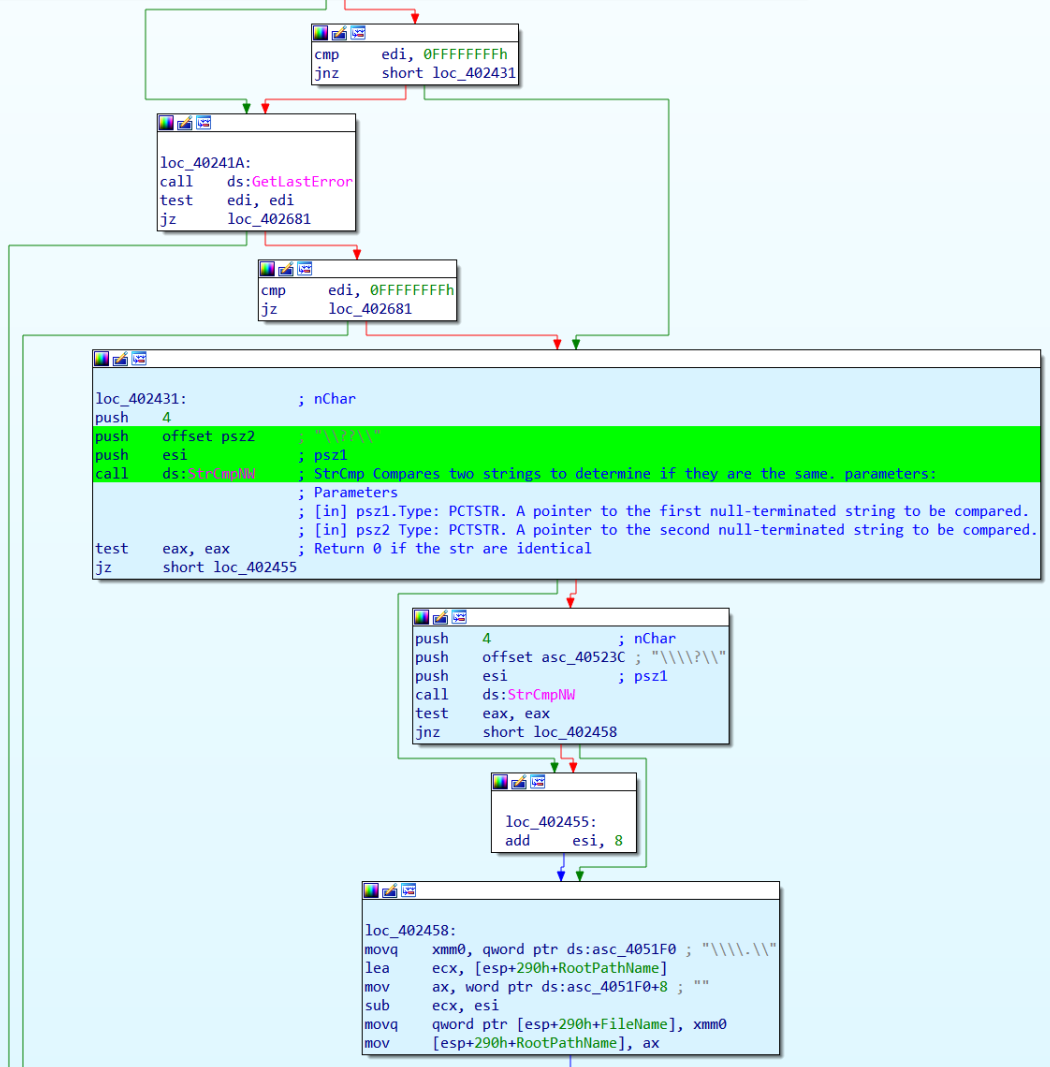 cmp edi, 0FFFFFFFFh
jnz short loc_402431
loc_40241A:
call ds:GetLastError
test edi, edi
jz loc_402681
cmp edi, 0FFFFFFFFh
jz loc_402681
loc_402431: ; nChar
push 4
push offset psz2 ; "\\??\\"
push esi ; psz1
call ds:StrCmpNW ; StrCmp Compares two strings to determine if they are the same. parameters:
; Parameters
; [in] psz1.Type: PCTSTR. A pointer to the first null-terminated string to be compared.
; [in] psz2 Type: PCTSTR. A pointer to the second null-terminated string to be compared.
test eax, eax ; Return 0 if the str are identical
jz short loc_402455
push 4 ; nChar
push offset asc_40523C ; "\\\\?\\"
push esi ; psz1
call ds:StrCmpNW
test eax, eax
jnz short loc_402458
loc_402455:
add esi, 8
loc_402458:
movq xmm0, qword ptr ds:asc_4051F0 ; "\\\\.\\"
lea ecx, [esp+290h+RootPathName]
mov ax, word ptr ds:asc_4051F0+8 ; ""
sub ecx, esi
movq qword ptr [esp+290h+FileName], xmm0
mov [esp+290h+RootPathName], ax